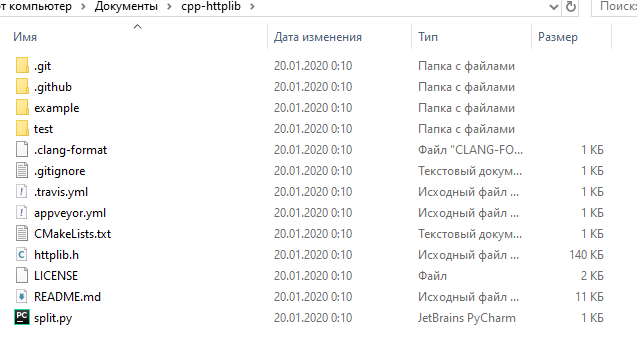 от компьютер > Документы > cpp-httplib > Поиск:
Имя Дата изменения Тип Размер
.git 20.01.2020 0:10 Папка с файлами
.github 20.01.2020 0:10 Папка с файлами
example 20.01.2020 0:10 Папка с файлами
test 20.01.2020 0:10 Папка с файлами
.clang-format 20.01.2020 0:10 Файл "CLANG-FO... 1 КБ
.gitignore 20.01.2020 0:10 Текстовый докум... 1 КБ
.travis.yml 20.01.2020 0:10 Исходный файл ... 1 КБ
appveyor.yml 20.01.2020 0:10 Исходный файл ... 1 КБ
CMakeLists.txt 20.01.2020 0:10 Текстовый докум... 1 КБ
httplib.h 20.01.2020 0:10 Исходный файл ... 140 КБ
LICENSE 20.01.2020 0:10 Файл 2 КБ
README.md 20.01.2020 0:10 Исходный файл ... 11 КБ
PC split.py 20.01.2020 0:10 JetBrains PyCharm 1 КБ